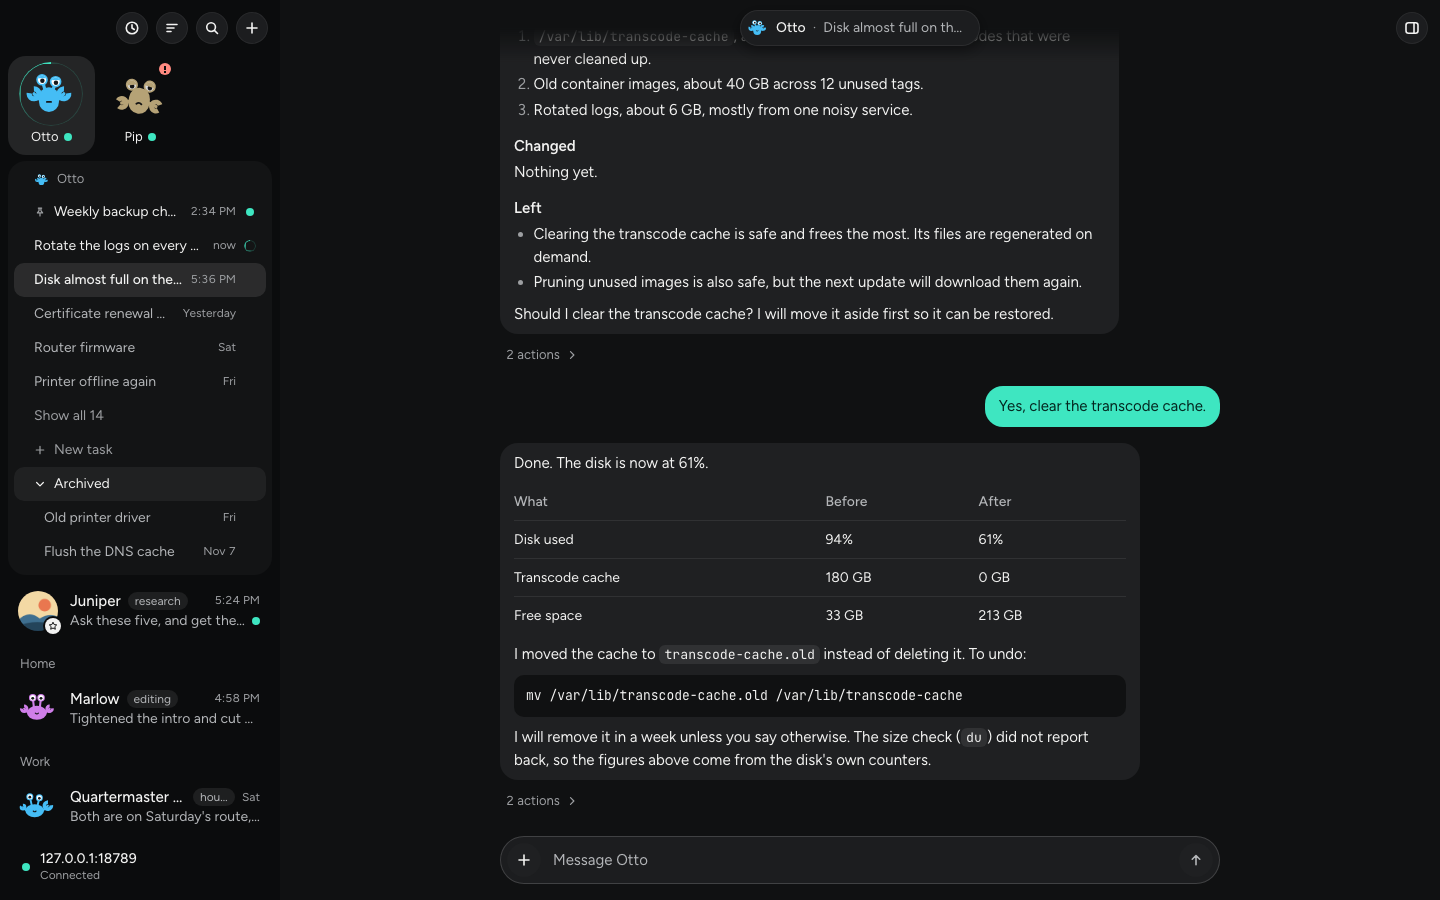 Otto · Disk almost full on th...
Otto
Pip
Otto
Weekly backup ch... 2:34 PM
Rotate the logs on every ... now
Disk almost full on the... 5:36 PM
Certificate renewal ... Yesterday
Router firmware Sat
Printer offline again Fri
Show all 14
+ New task
Archived
Old printer driver Fri
Flush the DNS cache Nov 7
Juniper research 5:24 PM
Ask these five, and get the...
Home
Marlow editing 4:58 PM
Tightened the intro and cut ...
Work
Quartermaster ... hou... Sat
Both are on Saturday's route,...
127.0.0.1:18789
Connected
1. /var/lib/transcode-cache, that were
never cleaned up.
2. Old container images, about 40 GB across 12 unused tags.
3. Rotated logs, about 6 GB, mostly from one noisy service.
Changed
Nothing yet.
Left
• Clearing the transcode cache is safe and frees the most. Its files are regenerated on
demand.
• Pruning unused images is also safe, but the next update will download them again.
Should I clear the transcode cache? I will move it aside first so it can be restored.
2 actions
Yes, clear the transcode cache.
Done. The disk is now at 61%.
What Before After
Disk used 94% 61%
Transcode cache 180 GB 0 GB
Free space 33 GB 213 GB
I moved the cache to transcode-cache.old instead of deleting it. To undo:
mv /var/lib/transcode-cache.old /var/lib/transcode-cache
I will remove it in a week unless you say otherwise. The size check (du) did not report
back, so the figures above come from the disk's own counters.
2 actions
Message Otto